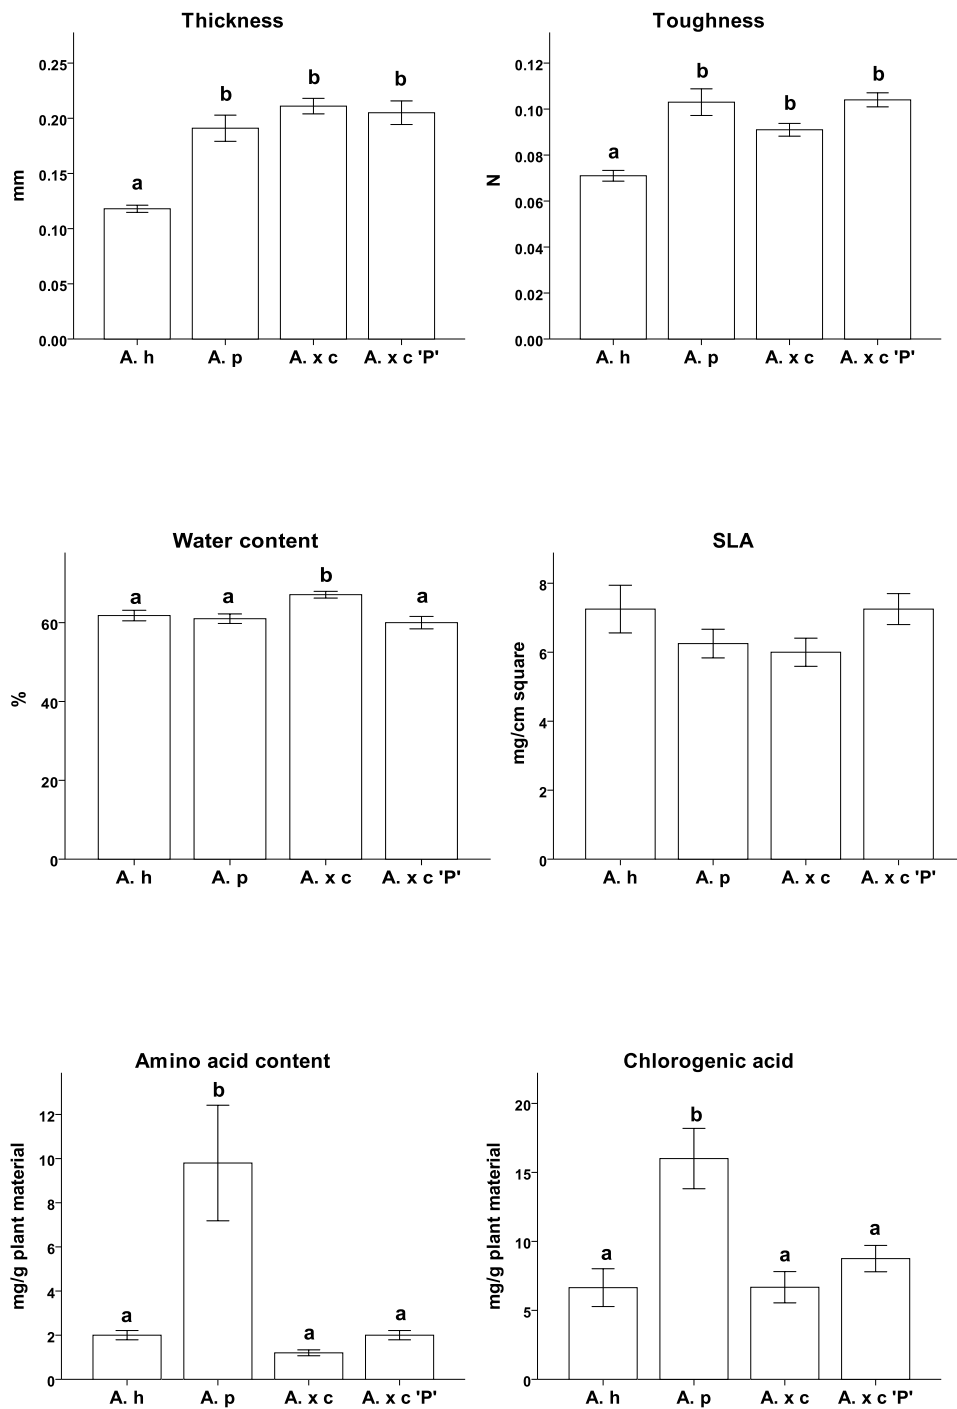 Thickness
Toughness
0.25
0.20
0.15
0.10
0.05
0.00
mm
a
b
b
b
A. h
A. p
A. x c
A. x c 'P'
0.12
0.10
0.08
0.06
0.04
0.02
0.00
N
a
b
b
b
A. h
A. p
A. x c
A. x c 'P'
Water content
SLA
60
40
20
0
%
a
a
b
a
A. h
A. p
A. x c
A. x c 'P'
8
6
4
2
0
mg/cm square
A. h
A. p
A. x c
A. x c 'P'
Amino acid content
Chlorogenic acid
12
10
8
6
4
2
0
mg/g plant material
a
b
a
a
A. h
A. p
A. x c
A. x c 'P'
20
15
10
5
0
mg/g plant material
a
b
a
a
A. h
A. p
A. x c
A. x c 'P'